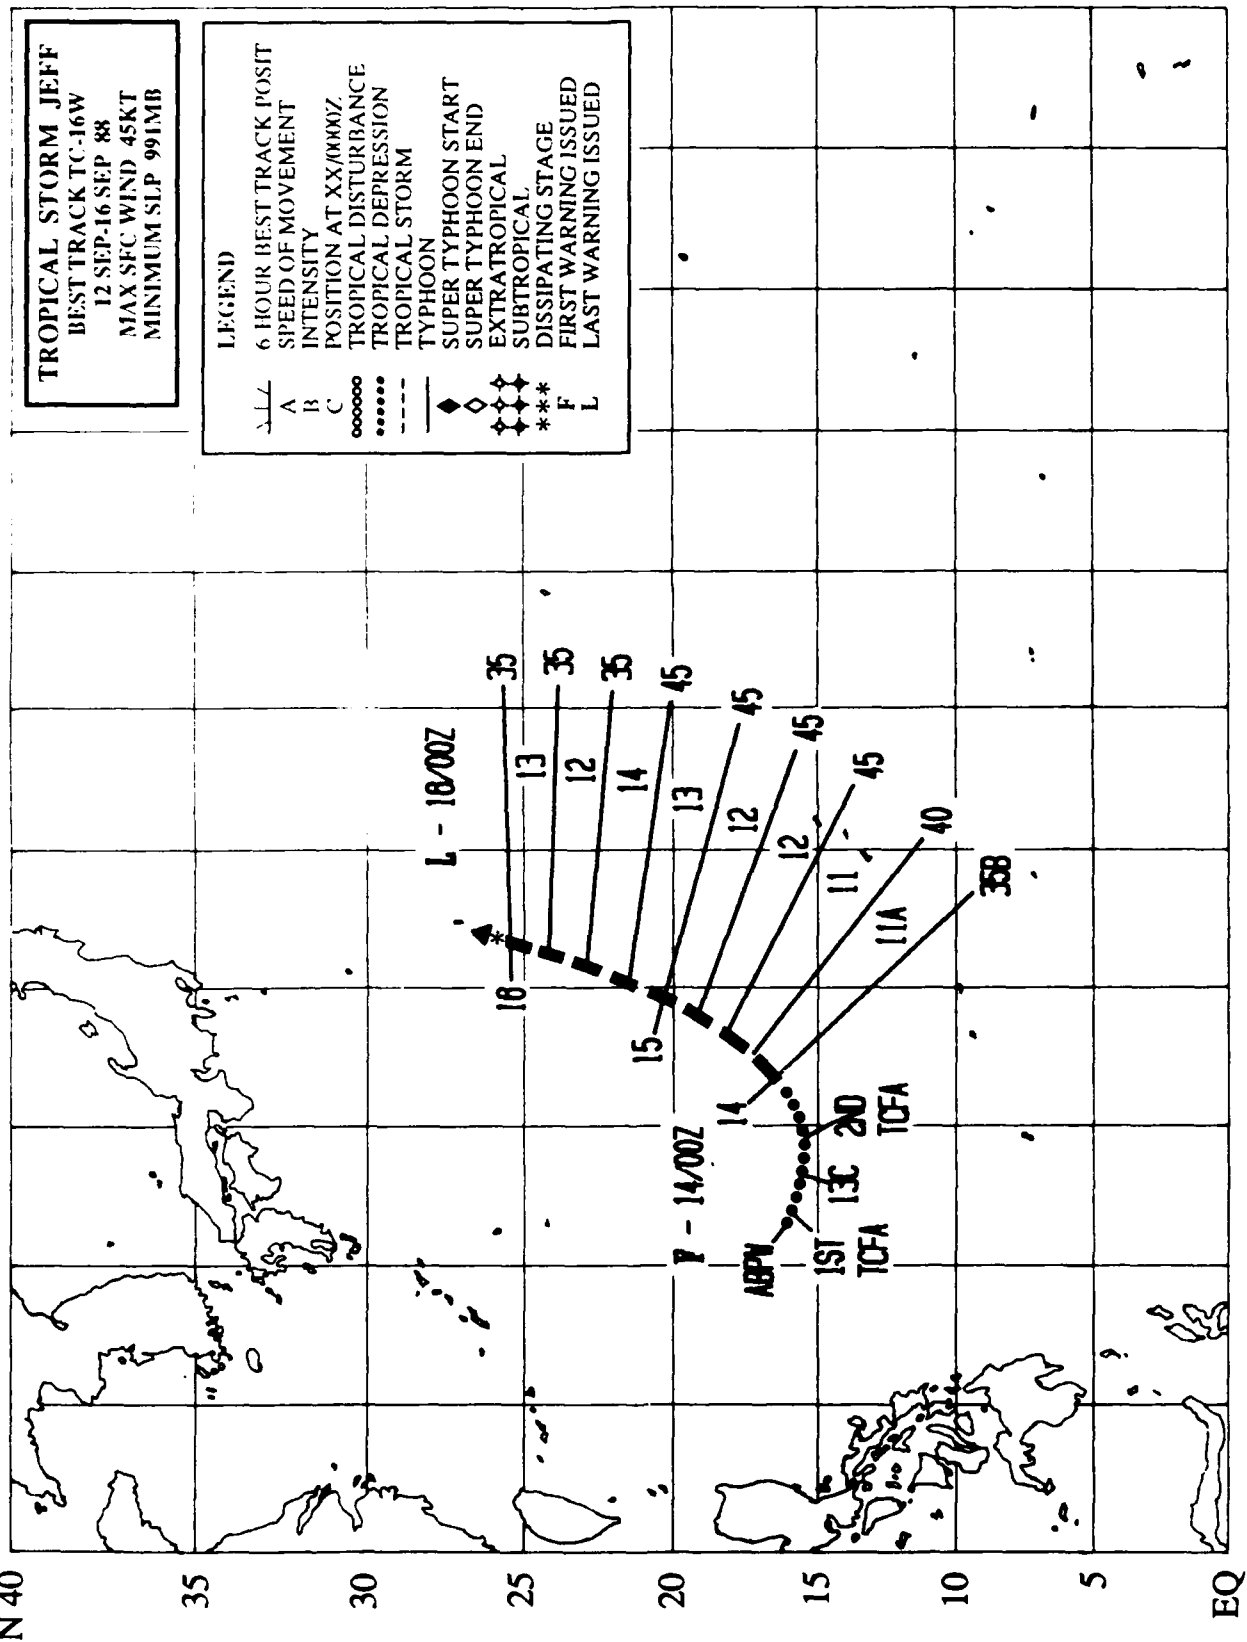 TROPICAL STORM JEFF
BEST TRACK TC-16W
12 SEP-16 SEP 88
MAX SFC WIND 45KT
MINIMUM SLP 991MB
LEGEND
6 HOUR BEST TRACK POSIT
A SPEED OF MOVEMENT
B INTENSITY
C POSITION AT XX/0000Z
TROPICAL DISTURBANCE
TROPICAL DEPRESSION
TROPICAL STORM
TYPHOON
SUPER TYPHOON START
SUPER TYPHOON END
EXTRATROPICAL
SUBTROPICAL
*** DISSIPATING STAGE
F FIRST WARNING ISSUED
L LAST WARNING ISSUED
N 40
35
30
25
20
15
10
5
EQ
L - 16/00Z
16
35
13
35
12
35
14
45
13
15
45
12
45
12
45
11
40
11A
14
35B
F - 14/00Z
ABPW
1ST
TCFA
13C
2ND
TCFA